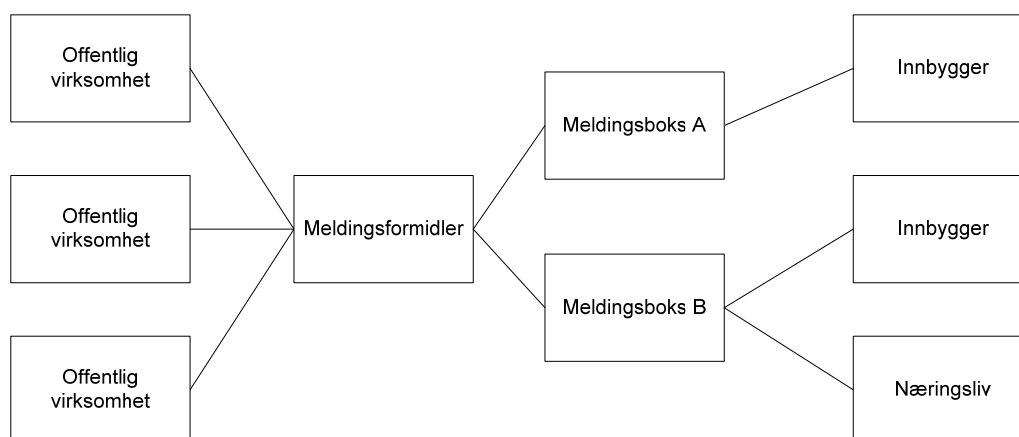 Offentlig
virksomhet
Offentlig
virksomhet
Offentlig
virksomhet
Meldingsformidler
Meldingsboks A
Meldingsboks B
Innbygger
Innbygger
Næringsliv